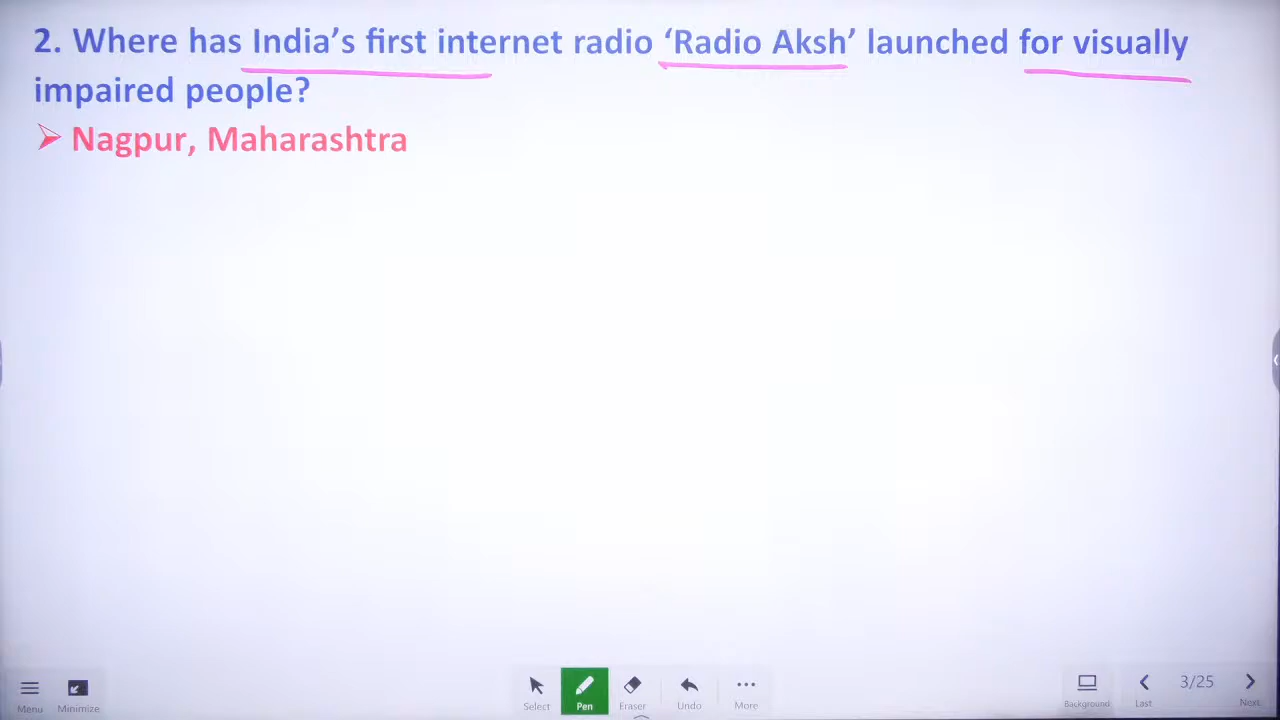 2. Where has India’s first internet radio ‘Radio Aksh’ launched for visually
impaired people?
Nagpur, Maharashtra
Menu
Minimize
Select
Pen
Eraser
Undo
More
Background
Last
3/25
Next